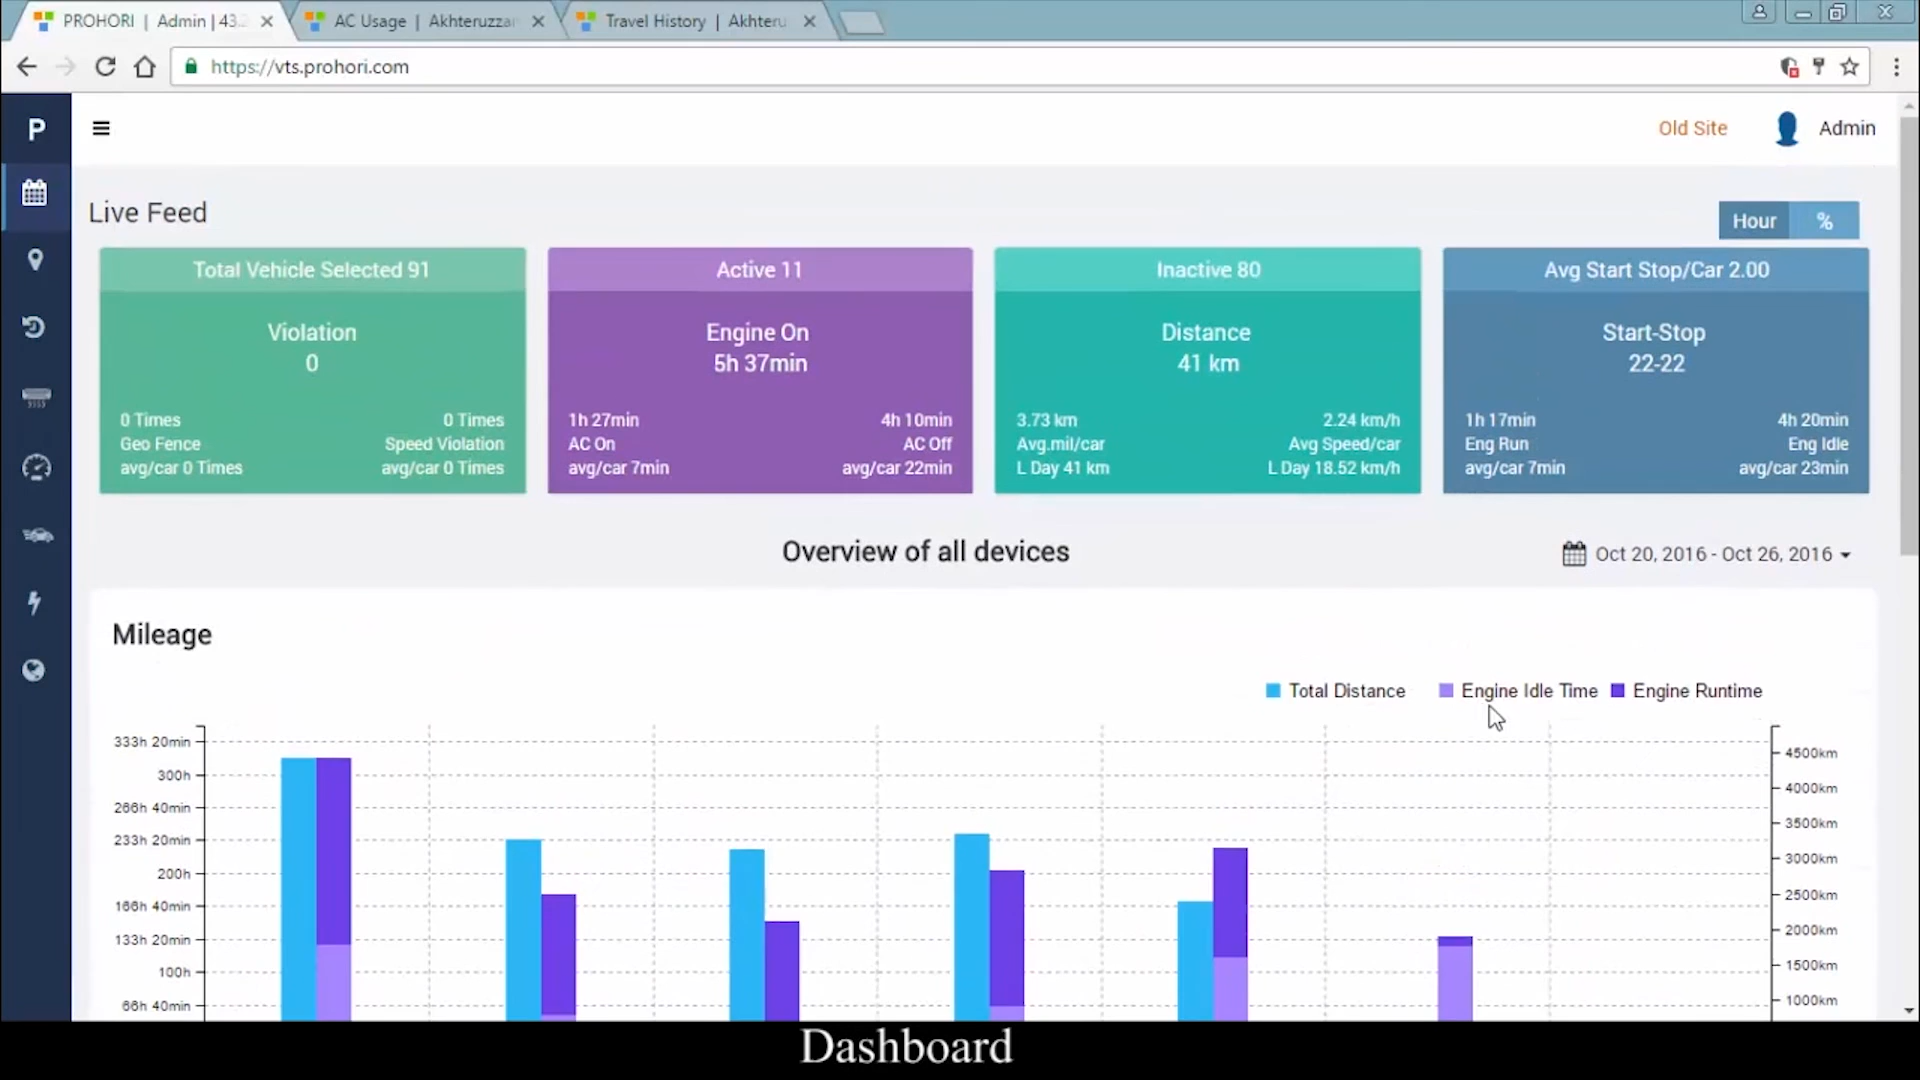 PROHORI | Admin | 43.
AC Usage | Akhteruzzar
Travel History | Akhteru
https://vts.prohori.com
P
Old Site
Admin
Live Feed
Hour %
Total Vehicle Selected 91
Violation
0
0 Times 0 Times
Geo Fence Speed Violation
avg/car 0 Times avg/car 0 Times
Active 11
Engine On
5h 37min
1h 27min 4h 10min
AC On AC Off
avg/car 7min avg/car 22min
Inactive 80
Distance
41 km
3.73 km 2.24 km/h
Avg.mil/car Avg Speed/car
L Day 41 km L Day 18.52 km/h
Avg Start Stop/Car 2.00
Start-Stop
22-22
1h 17min 4h 20min
Eng Run Eng Idle
avg/car 7min avg/car 23min
Overview of all devices
Oct 20, 2016 - Oct 26, 2016
Mileage
Total Distance Engine Idle Time Engine Runtime
333h 20min
300h
266h 40min
233h 20min
200h
166h 40min
133h 20min
100h
66h 40min
4500km
4000km
3500km
3000km
2500km
2000km
1500km
1000km
Dashboard